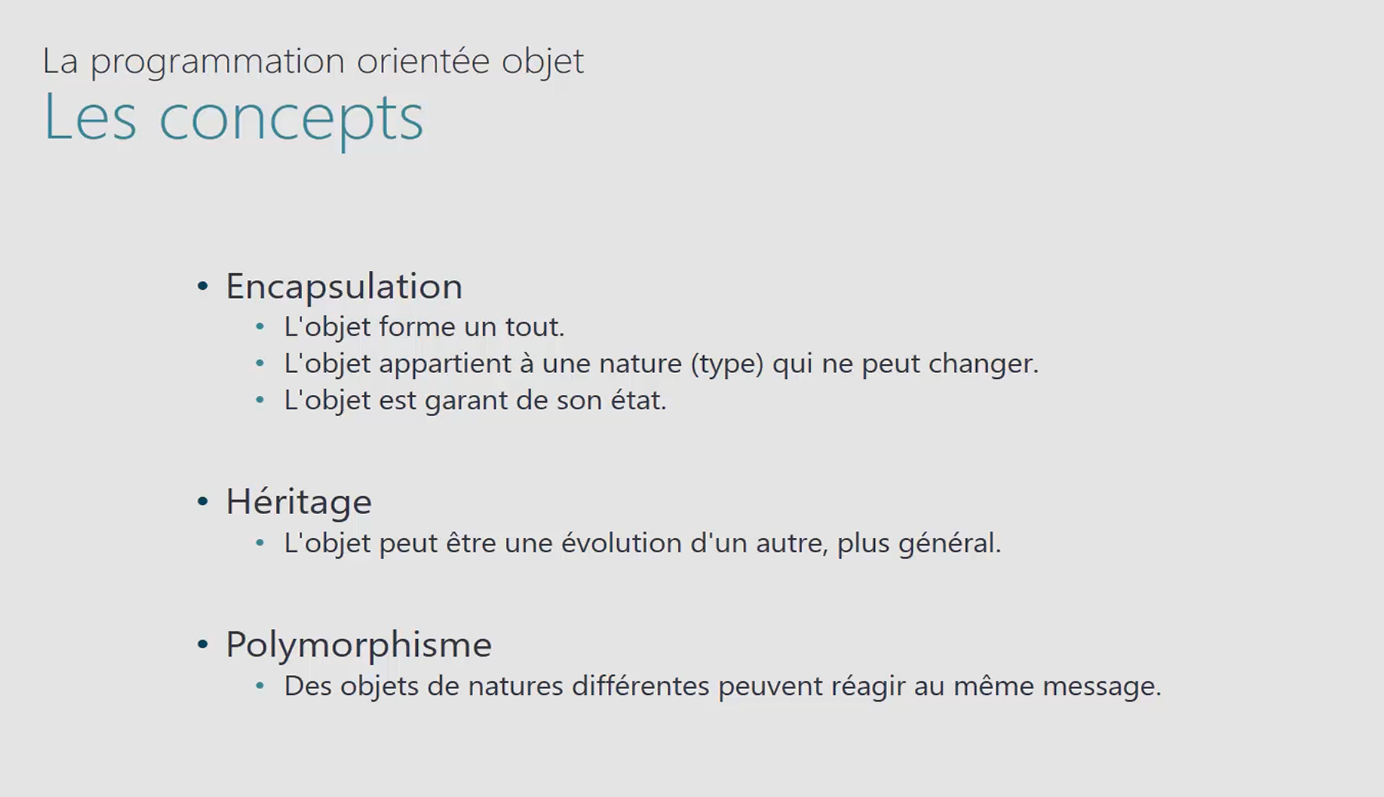 La programmation orientée objet
Les concepts
• Encapsulation
• L'objet forme un tout.
• L'objet appartient à une nature (type) qui ne peut changer.
• L'objet est garant de son état.
• Héritage
• L'objet peut être une évolution d'un autre, plus général.
• Polymorphisme
• Des objets de natures différentes peuvent réagir au même message.